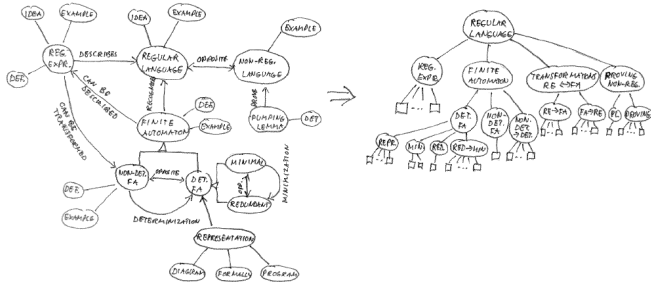 IDEA
EXAMPLE
REG.
EXPR.
DEF.
DESCRIBES
IDEA
EXAMPLE
REGULAR
LANGUAGE
OPPOSITE
EXAMPLE
NON-REG.
LANGUAGE
CAN BE
DESCRIBED
RECOGNIZES
PROVING
PUMPING
LEMMA
DEF.
CAN BE
TRANSFORMED
FINITE
AUTOMATON
DEF.
EXAMPLE
NON-DET.
FA
OPPOSITE
DET.
FA
DEF.
EXAMPLE
DETERMINIZATION
MINIMAL
OPP.
REDUNDANT
MINIMIZATION
REPRESENTATION
DIAGRAM
FORMALLY
PROGRAM
REGULAR
LANGUAGE
REG.
EXPR.
FINITE
AUTOMATON
TRANSFORMATIONS
RE ↔ FA
PROVING
NON-REG.
DET.
FA
NON-
DET.
FA
NON-
DET.
→DET.
RE→FA
FA→RE
PL
PROVING
REPR.
MIN
RED.
RED→MIN